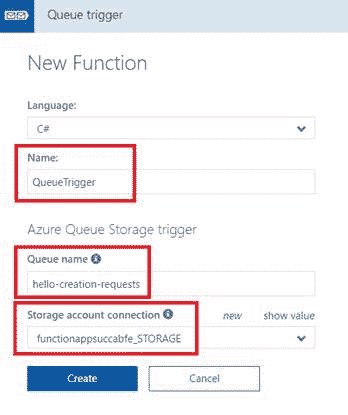 Queue trigger
New Function
Language:
C#
Name:
QueueTrigger
Azure Queue Storage trigger
Queue name
hello-creation-requests
Storage account connection new show value
functionappsuccabfe_STORAGE
Create Cancel